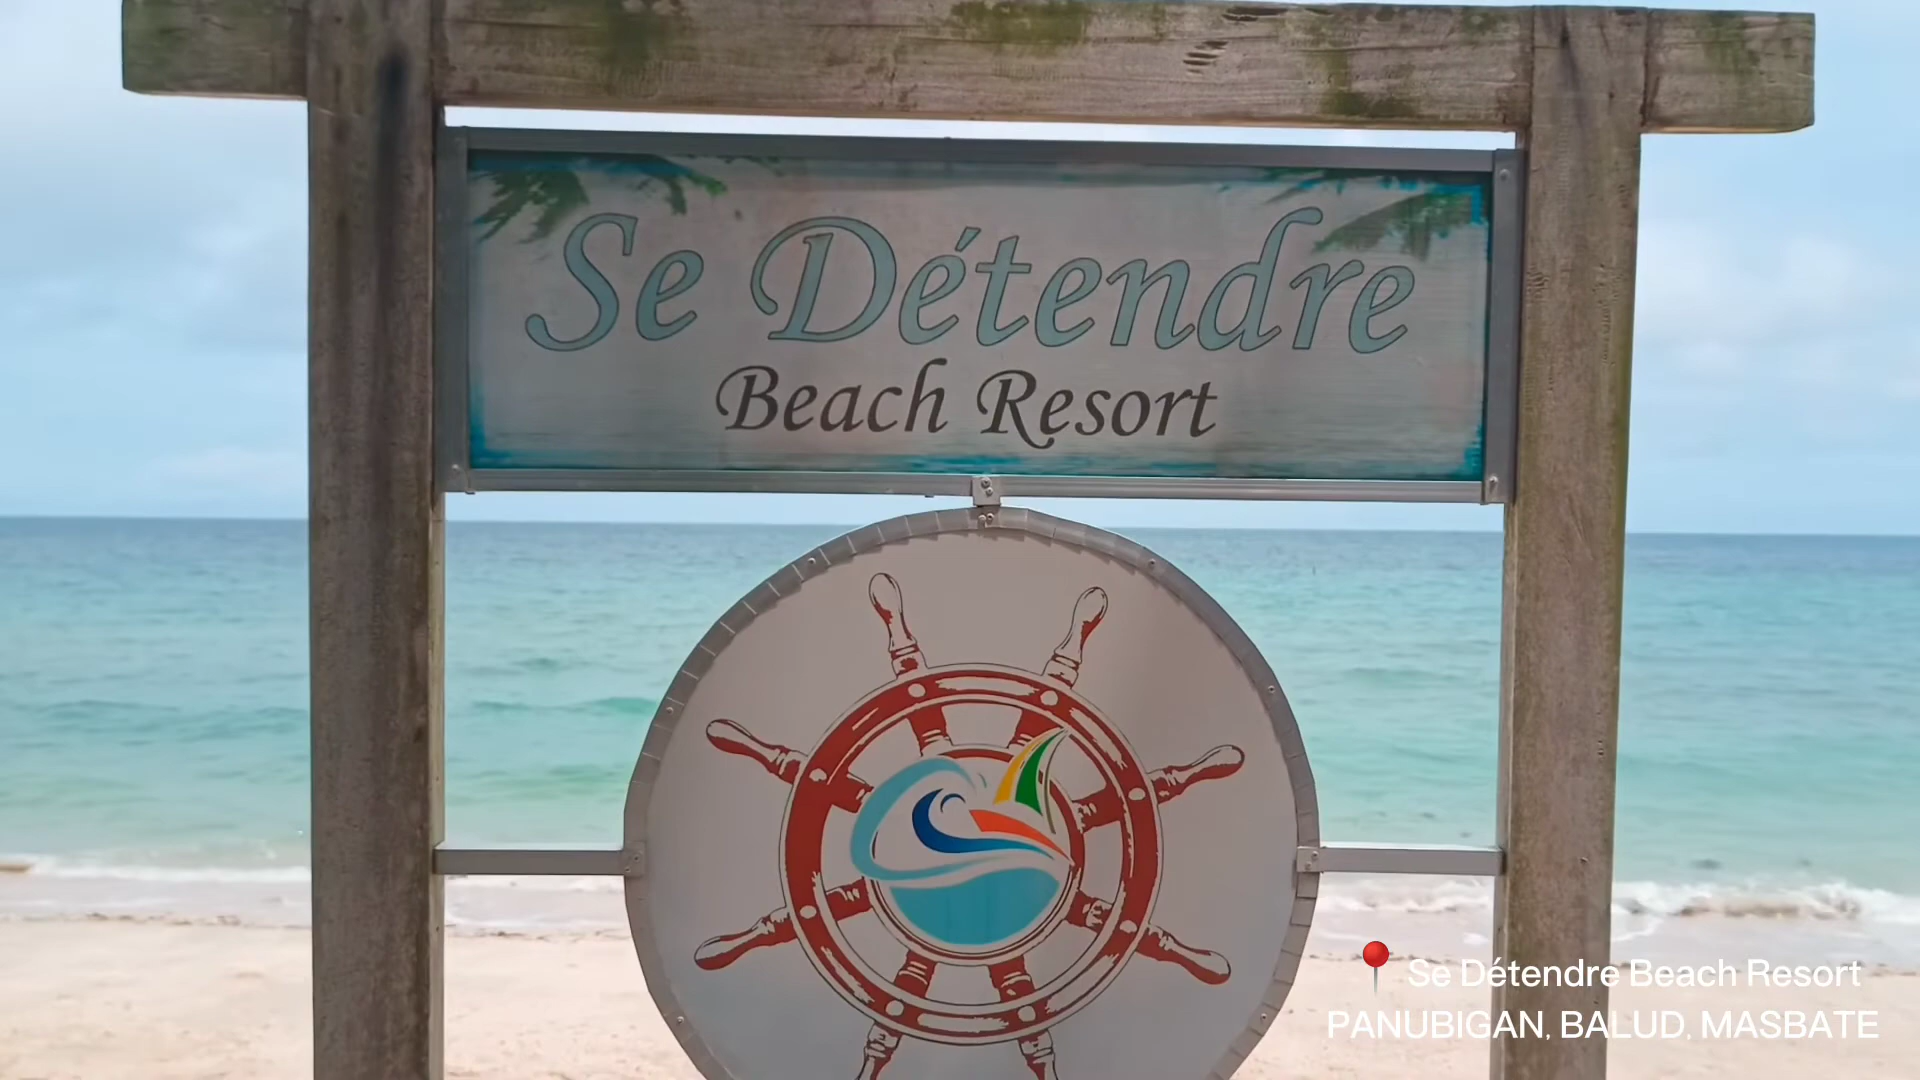 Se Détendre
Beach Resort
Se Détendre Beach Resort
PANUBIGAN, BALUD, MASBATE